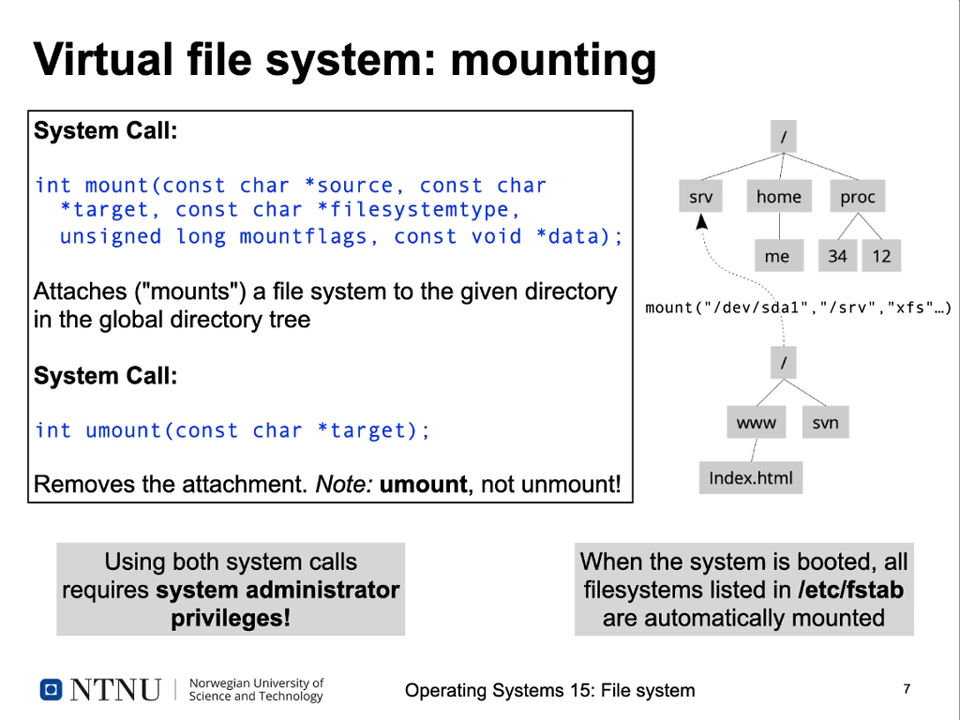 Virtual file system: mounting
System Call:
int mount(const char *source, const char
*target, const char *filesystemtype,
unsigned long mountflags, const void *data);
Attaches ("mounts") a file system to the given directory
in the global directory tree
System Call:
int umount(const char *target);
Removes the attachment. Note: umount, not unmount!
/
srv home proc
me 34 12
mount("/dev/sda1","/srv","xfs"…)
/
www svn
Index.html
Using both system calls
requires system administrator
privileges!
When the system is booted, all
filesystems listed in /etc/fstab
are automatically mounted
NTNU
Norwegian University of
Science and Technology
Operating Systems 15: File system
7